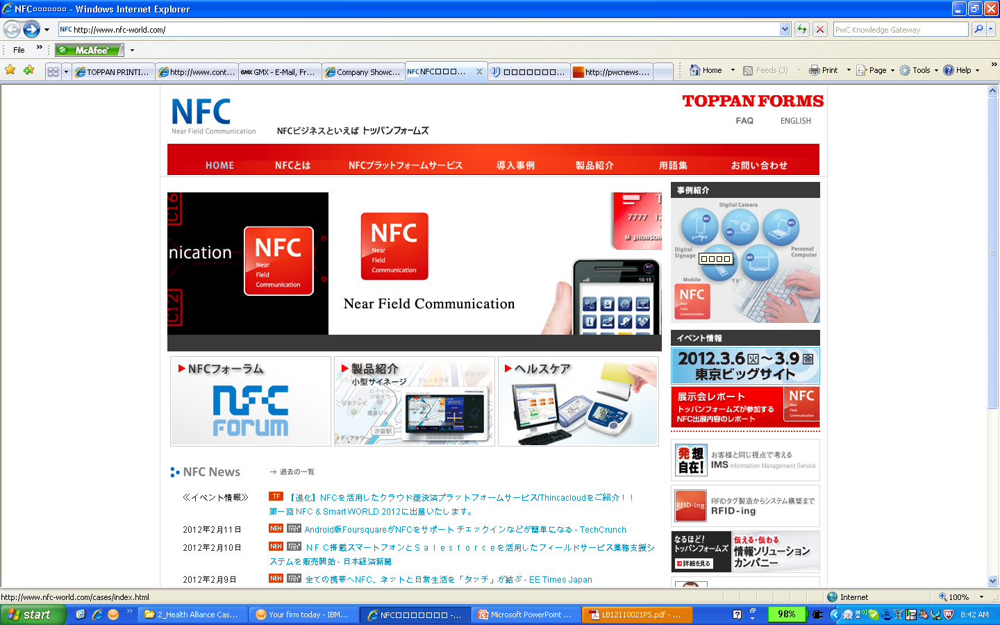 NFC□□□□□□□ - Windows Internet Explorer
NFC http://www.nfc-world.com/
PwC Knowledge Gateway
File
McAfee
TOPPAN PRINTI...
http://www.cont...
GMX - E-Mail, Fr...
Company Showc...
NFC NFC□□□□...
□□□□□□□...
http://pwcnews....
Home
Feeds (J)
Print
Page
Tools
Help
NFC
Near Field Communication
NFCビジネスといえば トッパンフォームズ
TOPPAN FORMS
FAQ
ENGLISH
HOME
NFCとは
NFCプラットフォームサービス
導入事例
製品紹介
用語集
お問い合わせ
C16
nication
C12
NFC
Near
Field
Communication
NFC
Near
Field
Communication
Near Field Communication
7777 12
M JHONSON
10:15
事例紹介
Digital Camera
Digital
Signage
Personal
Computer
□□□□
Mobile
TV
NFC
Near
Field
Communication
イベント情報
2012.3.6火～3.9金
東京ビッグサイト
展示会レポート
トッパンフォームズが参加する
NFC出展内容のレポート
NFC
Near
Field
Communication
NFCフォーラム
NFC
FORUM
製品紹介
小型サイネージ
ヘルスケア
発想
自在!
お客様と同じ視点で考える
IMS Information Management Service
RFID-ing
RFIDタグ製造からシステム構築まで
RFID-ing
なるほど!
トッパンフォームズ
詳細を見る
伝える・伝わる
情報ソリューション
カンパニー
NFC News
→ 過去の一覧
≪イベント情報≫
TF 【進化】NFCを活用したクラウド型決済プラットフォームサービス/Thincacloudをご紹介！！
第一回 NFC & Smart WORLD 2012に出展いたします。
2012年2月11日 NEW Android版FoursquareがNFCをサポート チェックインなどが簡単になる - TechCrunch
2012年2月10日 NEW ＮＦＣ搭載スマートフォンとＳａｌｅｓｆｏｒｃｅを活用したフィールドサービス業務支援シ
ステムを販売開始 - 日本経済新聞
2012年2月9日 NEW 全ての携帯へNFC、ネットと日常生活を「タッチ」が結ぶ - EE Times Japan
http://www.nfc-world.com/cases/index.html
Internet
100%
start
2_Health Alliance Cas...
Your firm today - IBM...
NFC□□□□□□□ -...
Microsoft PowerPoint ...
LB12110021PS.pdf - ...
98%
8:42 AM